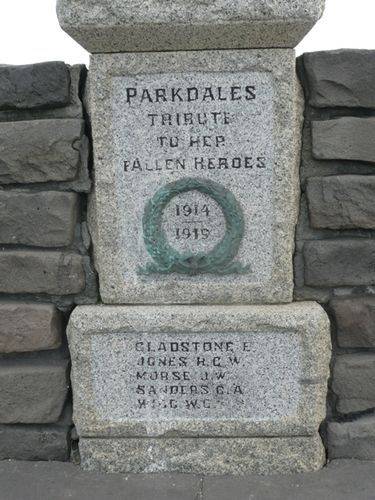 PARKDALES
TRIBUTE
TO HER
FALLEN HEROES
1914
1919
GLADSTONE E
JONES H.G.W
MORSE J.W
SANDERS C.A
W.G.